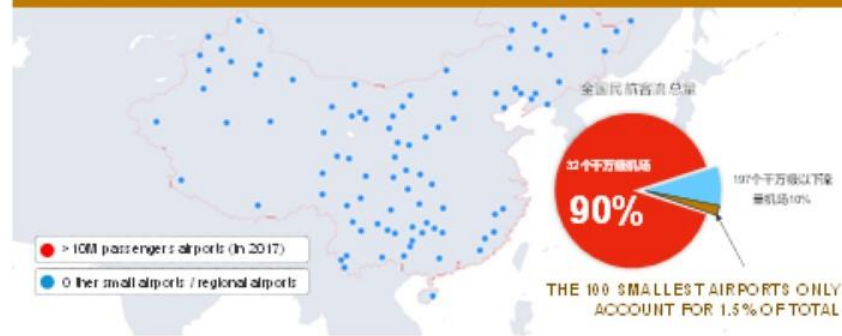 全国民航客流总量
32个千万级机场
90%
197个千万级以下流
量机场10%
> 10M passengers airports (In 2017)
Other small airports / regional airports
THE 100 SMALLEST AIRPORTS ONLY
ACCOUNT FOR 1.5% OF TOTAL